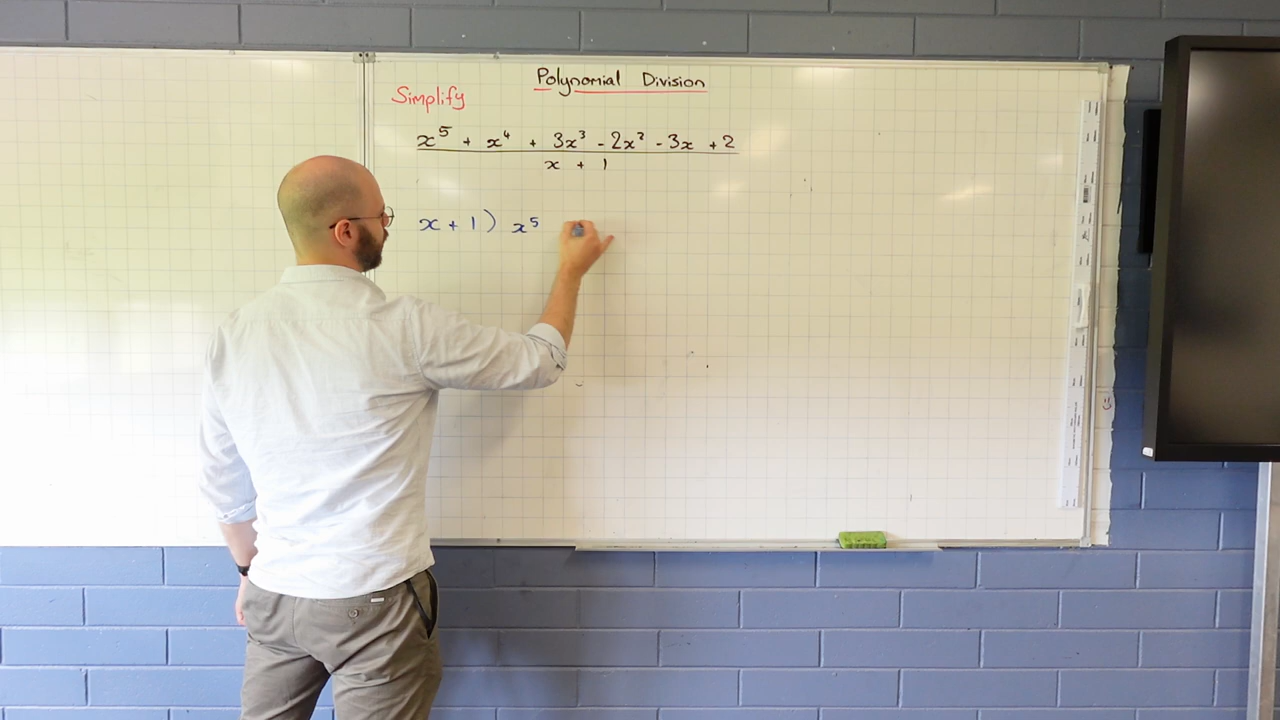 Polynomial Division
Simplify
x⁵ + x⁴ + 3x³ - 2x² - 3x + 2
x + 1
x + 1) x⁵